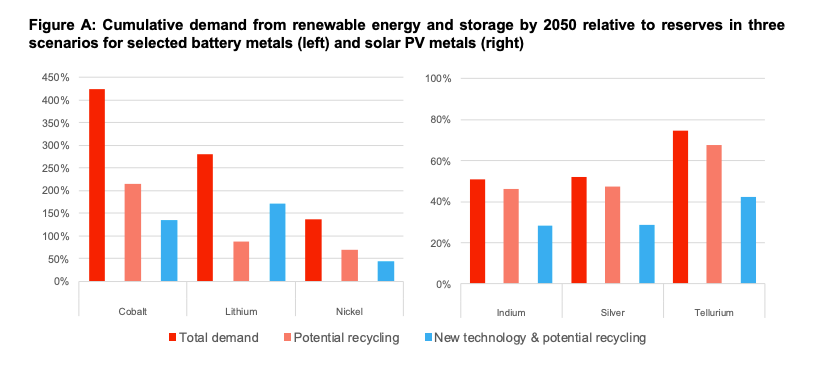 Figure A: Cumulative demand from renewable energy and storage by 2050 relative to reserves in three
scenarios for selected battery metals (left) and solar PV metals (right)
450%
400%
350%
300%
250%
200%
150%
100%
50%
0%
Cobalt
Lithium
Nickel
100%
80%
60%
40%
20%
0%
Indium
Silver
Tellurium
Total demand
Potential recycling
New technology & potential recycling